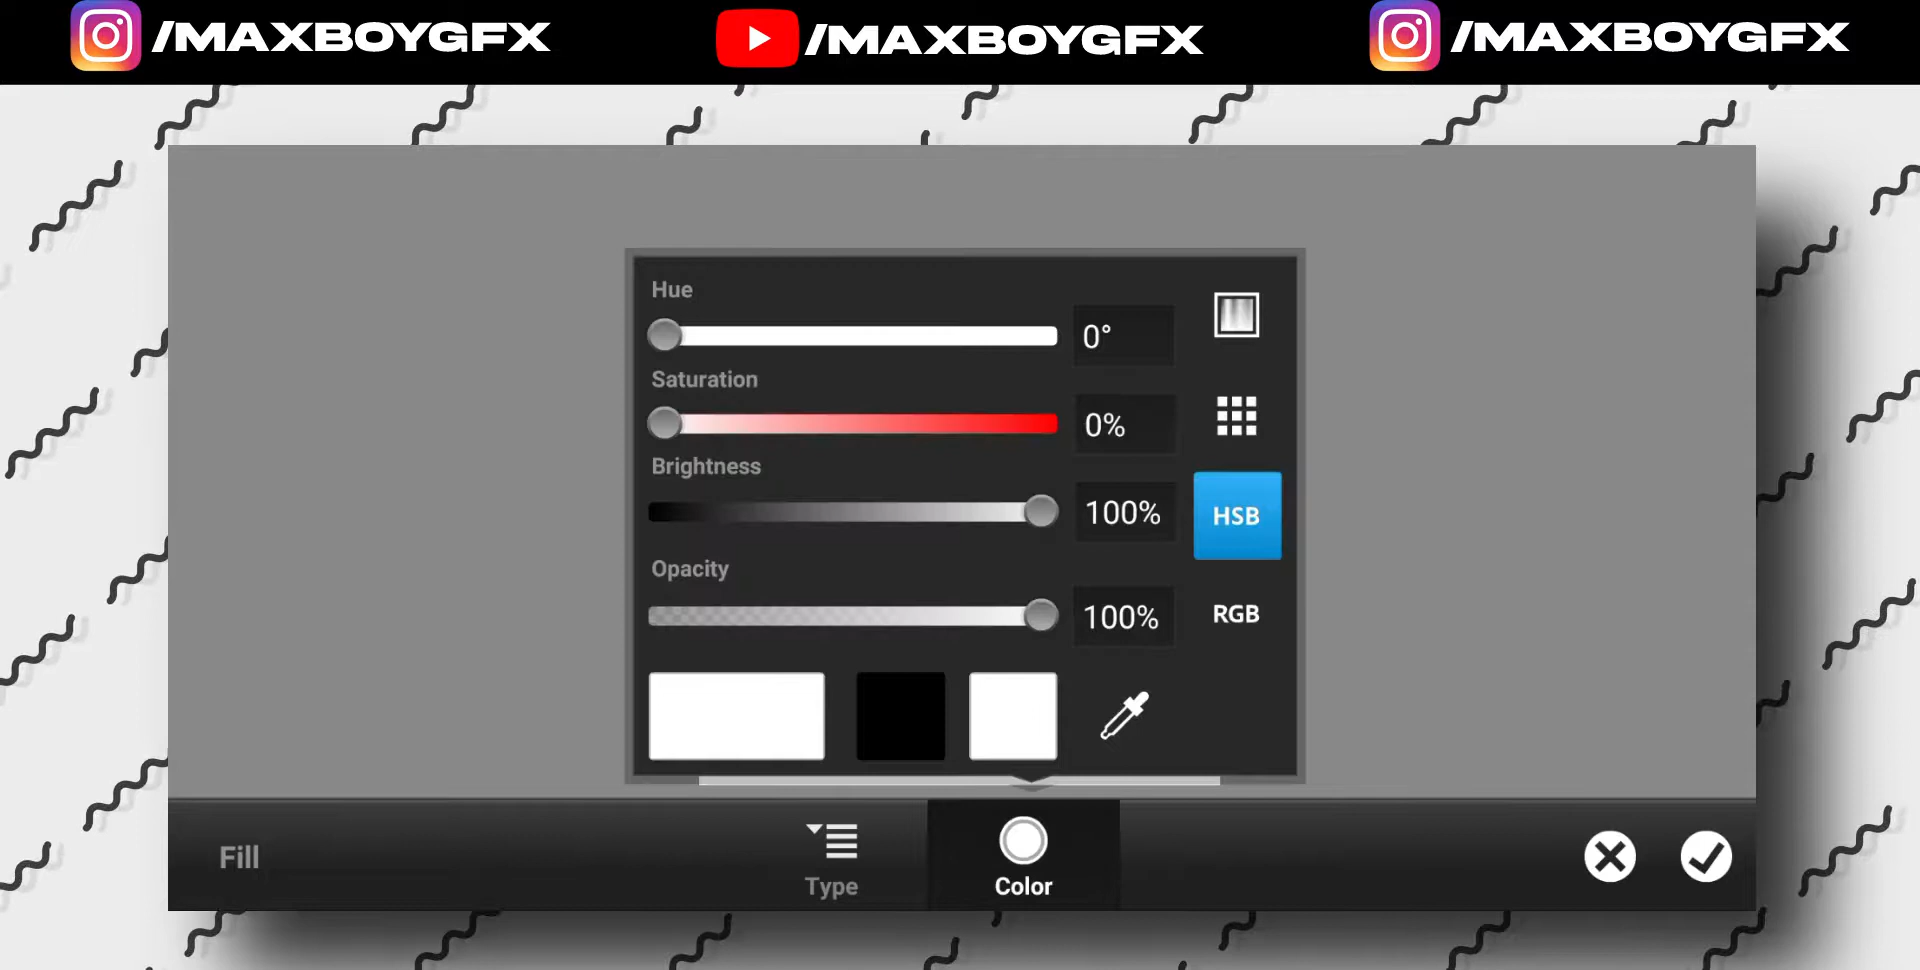 /MAXBOYGFX
/MAXBOYGFX
/MAXBOYGFX
Hue
0°
Saturation
0%
Brightness
100%
HSB
Opacity
100%
RGB
Fill
Type
Color